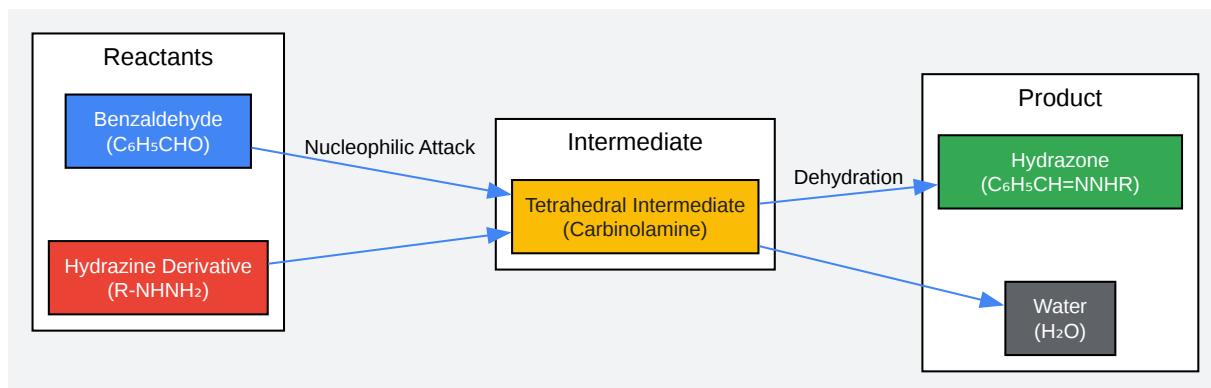 Reactants
Benzaldehyde
(C₆H₅CHO)
Hydrazine Derivative
(R-NHNH₂)
Nucleophilic Attack
Intermediate
Tetrahedral Intermediate
(Carbinolamine)
Dehydration
Product
Hydrazone
(C₆H₅CH=NNHR)
Water
(H₂O)